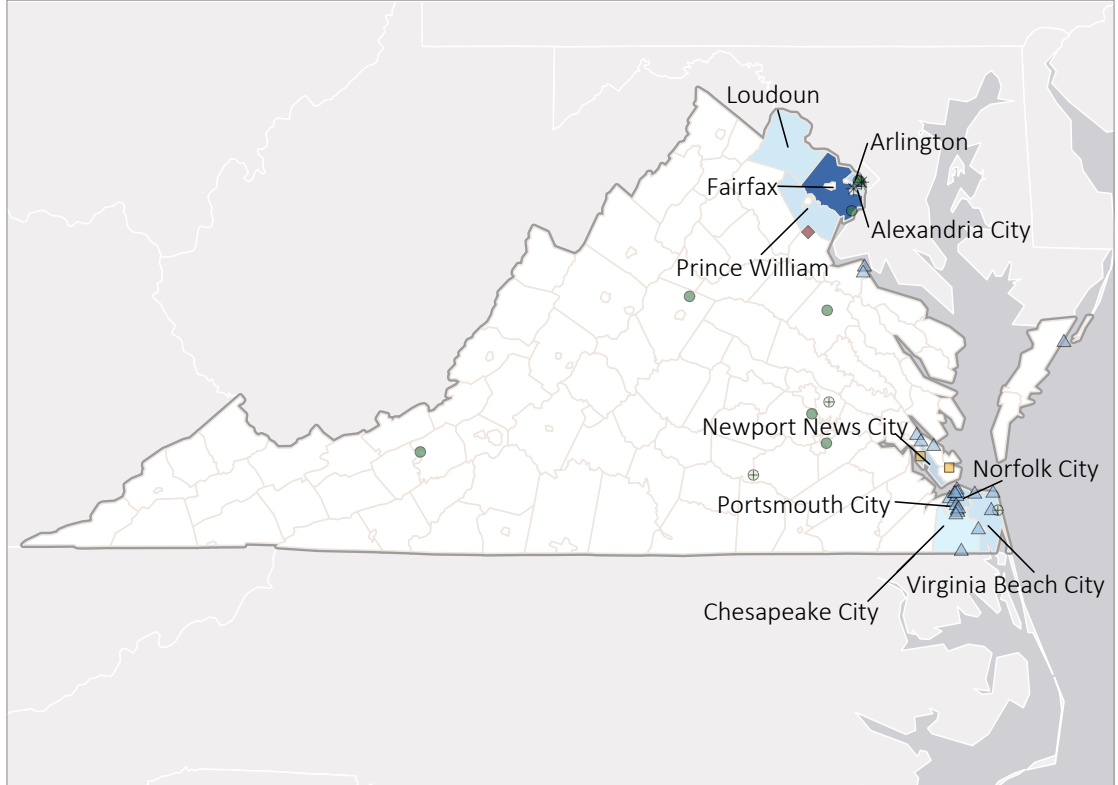 Loudoun
Arlington
Fairfax
Alexandria City
Prince William
Newport News City
Norfolk City
Portsmouth City
Virginia Beach City
Chesapeake City